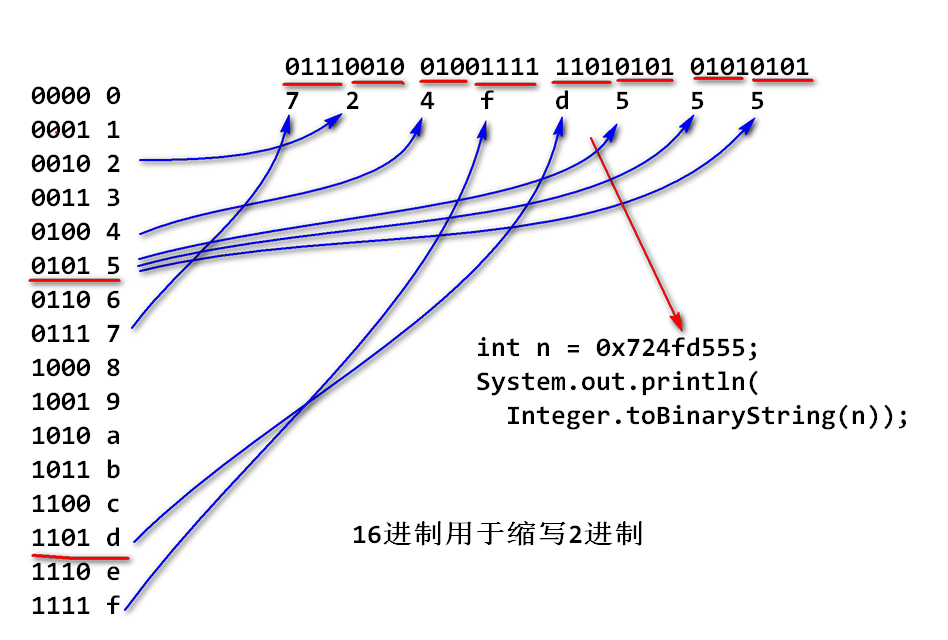 01110010 01001111 11010101 01010101
7 2 4 f d 5 5 5
0000 0
0001 1
0010 2
0011 3
0100 4
0101 5
0110 6
0111 7
1000 8
1001 9
1010 a
1011 b
1100 c
1101 d
1110 e
1111 f
int n = 0x724fd555;
System.out.println(
Integer.toBinaryString(n));
16进制用于缩写2进制